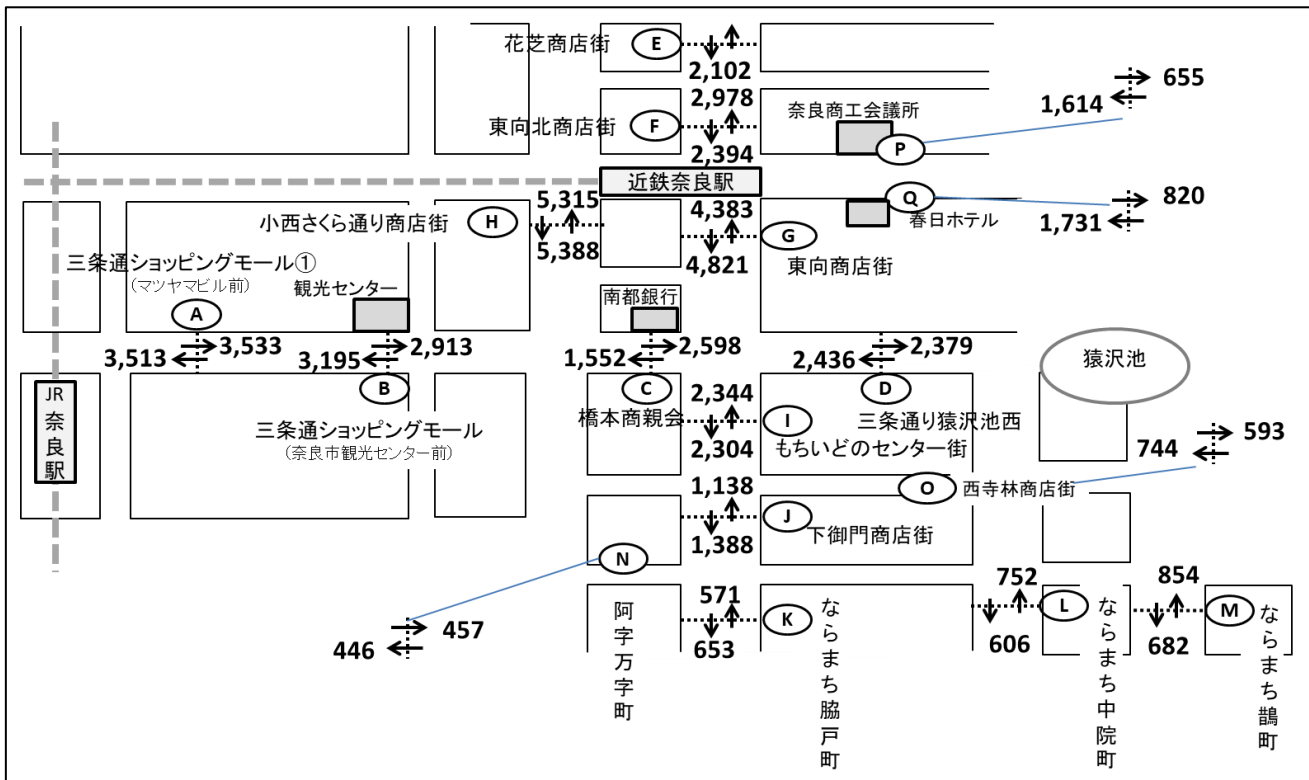 花芝商店街
E
2,102
2,978
東向北商店街
F
2,394
奈良商工会議所
P
655
1,614
近鉄奈良駅
820
1,731
Q
春日ホテル
小西さくら通り商店街
H
5,315
5,388
4,383
4,821
G
東向商店街
三条通ショッピングモール①
(マツヤマビル前)
A
観光センター
3,513
3,533
3,195
2,913
B
三条通ショッピングモール
(奈良市観光センター前)
南都銀行
1,552
2,598
C
橋本商親会
2,436
2,379
D
三条通り猿沢池西
猿沢池
JR
奈良駅
2,344
2,304
I
もちいどのセンター街
744
593
O
西寺林商店街
1,138
1,388
J
下御門商店街
N
446
457
阿字万字町
571
653
K
ならまち脇戸町
752
606
L
ならまち中院町
854
682
M
ならまち鵲町